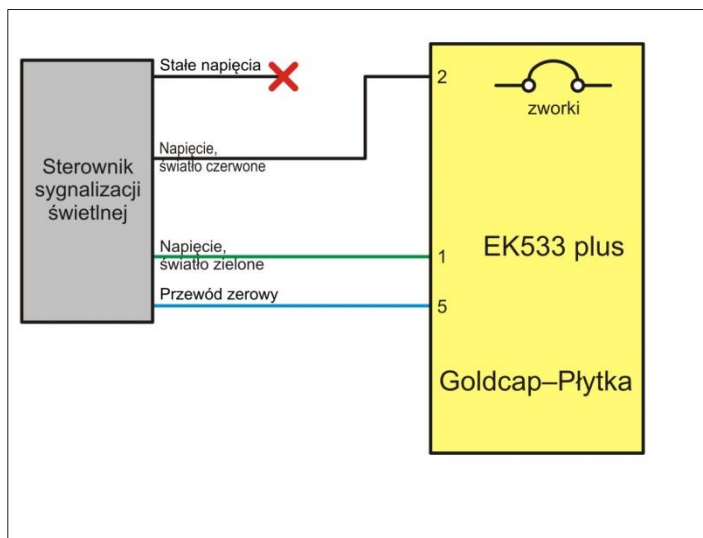 Stałe napięcia
2
zworki
Napięcie,
światło czerwone
Sterownik
sygnalizacji
świetlnej
Napięcie,
światło zielone
1
EK533 plus
Przewód zerowy
5
Goldcap–Płytka